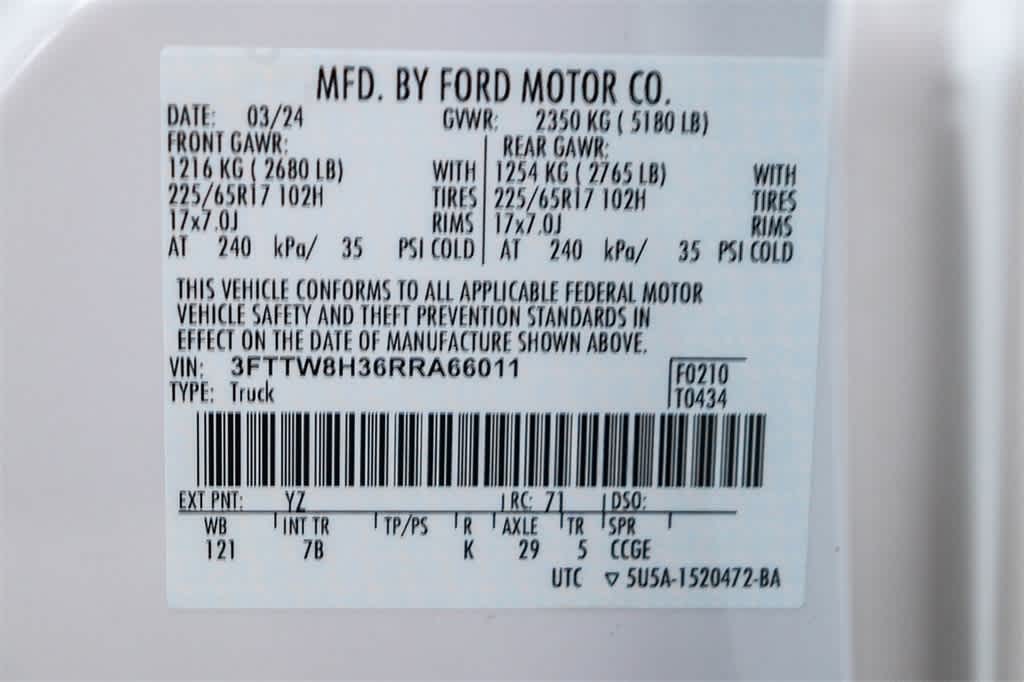 MFD. BY FORD MOTOR CO.
DATE: 03/24 GVWR: 2350 KG ( 5180 LB)
FRONT GAWR: REAR GAWR:
1216 KG ( 2680 LB) WITH 1254 KG ( 2765 LB) WITH
225/65R17 102H TIRES 225/65R17 102H TIRES
17x7.0J RIMS 17x7.0J RIMS
AT 240 kPa/ 35 PSI COLD AT 240 kPa/ 35 PSI COLD
THIS VEHICLE CONFORMS TO ALL APPLICABLE FEDERAL MOTOR
VEHICLE SAFETY AND THEFT PREVENTION STANDARDS IN
EFFECT ON THE DATE OF MANUFACTURE SHOWN ABOVE.
VIN: 3FTTW8H36RRA66011 F0210
TYPE: Truck T0434
EXT PNT: YZ RC: 71 DSO:
WB INT TR TP/PS R AXLE TR SPR
121 7B K 29 5 CCGE
UTC ▽ 5U5A-1520472-BA